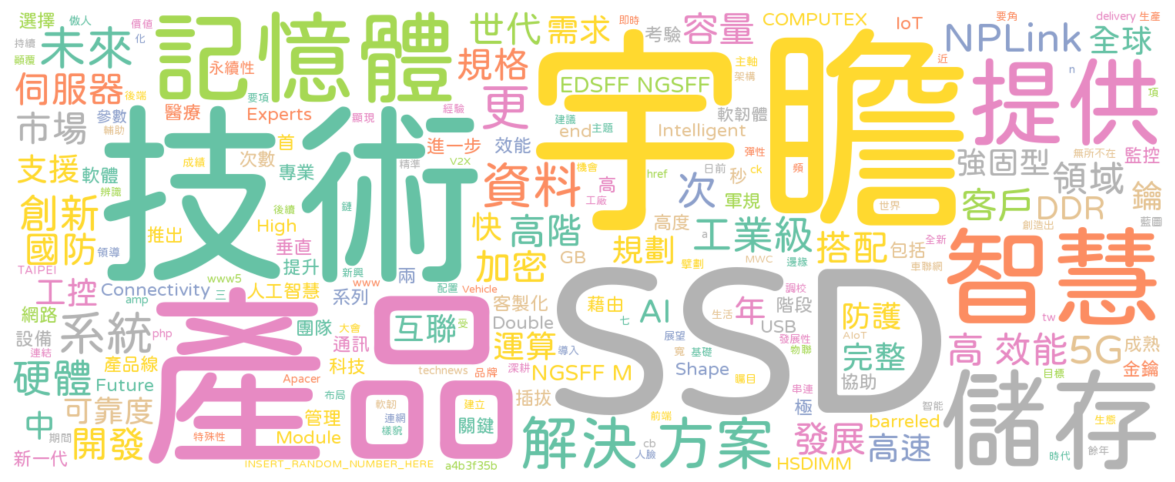 選擇
做人
價值
化
持續
未來
顛覆
記憶體
世代
需求
即時
考驗
容量
COMPUTEX
IoT
要角
delivery
生產
NPLink
全球
近
n
項
主軸
架構
永續性
規格
EDSFF NGSFF
宇瞻
提供
伺服器
後端
要項
醫療
Experts
經驗
更
軟韌體
建議
end
主題
Intelligent
彈性
無所不在
監控
市場
參數
輔助
顯現
首
進一步
效能
技術
機會
日前
ck
蘋
強固型
領域
鑰
支援
軟體
辨識
成績
次數
專業
精準
V2X
資料
高
工廠
href
次
秒
軍規
世界
客戶
DDR
藍圖
創造出
創新
後續
High
推出
國防
領導
垂直
快
高階
高度
a
規劃
工業級
搭配
包括
全新
智慧
TAIPEI
提升
新興
www5
www
兩
加密
GB
擘劃
MWC
邊緣
車聯網
工控
Connectivity
amp
三
人工智慧
系列
配置
Vehicle
客製化
藉由
七
AI
生活
年
調校
階段
防護
tw
網路
設備
系統
php
團隊
大會
通訊
互聯
受
Double
運算
導入
展望
基礎
USB
發展性
物聯
AIoT
完整
高 效能
5G
成熟
連結
產品線
科技
technews
品牌
深耕
寬
NGSFF M
Shape
矚目
協助
目標
金鑰
硬體
Future
Apacer
布局
產品
SSD
儲存
可靠度
管理
軟韌
連網
樣貌
建立
關鍵
插拔
前端
串連
極
智能
barreled
生態
中
期間
開發
特殊性
Module
解決 方案
發展
高速
餘年
新一代
INSERT_RANDOM_NUMBER_HERE
a4b3f35b
cb
人臉
HSDIMM
時代
鏈